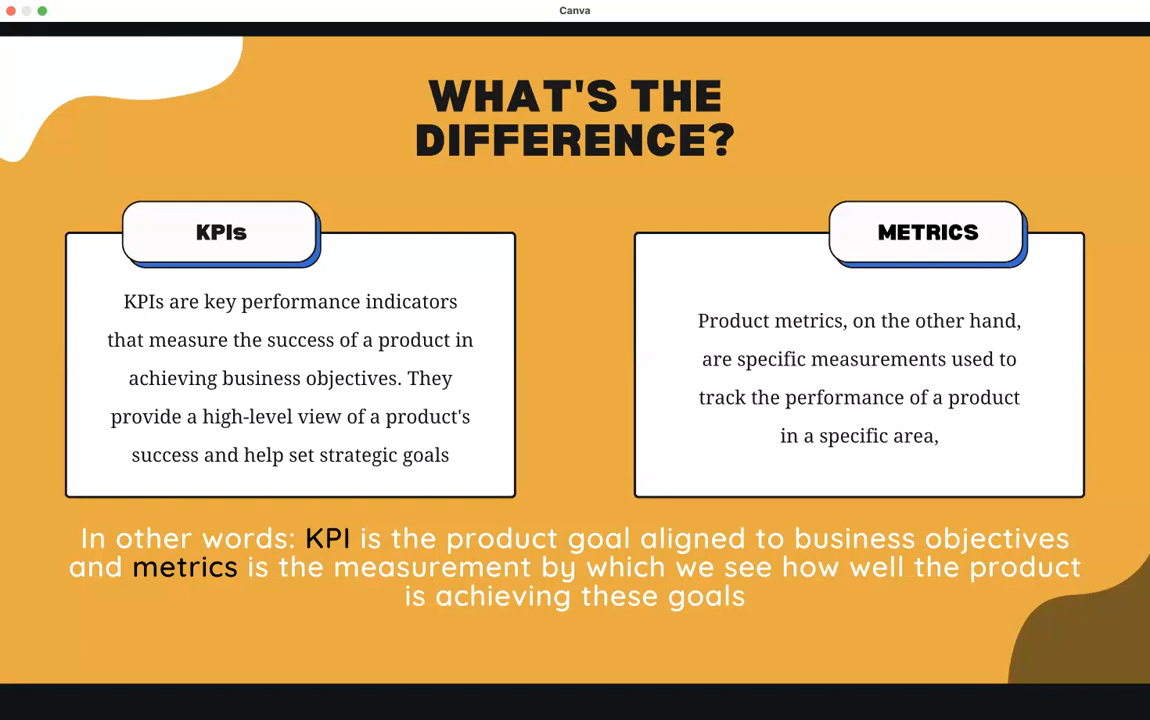 Canva
WHAT'S THE
DIFFERENCE?
KPIs
KPIs are key performance indicators
that measure the success of a product in
achieving business objectives. They
provide a high-level view of a product's
success and help set strategic goals
METRICS
Product metrics, on the other hand,
are specific measurements used to
track the performance of a product
in a specific area,
In other words: KPI is the product goal aligned to business objectives
and metrics is the measurement by which we see how well the product
is achieving these goals